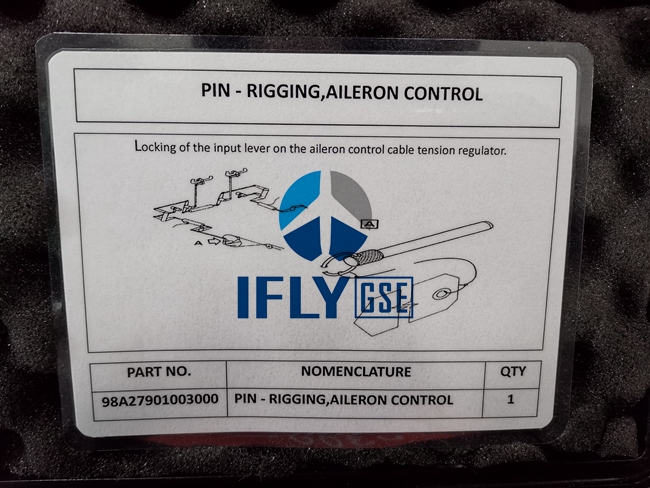 PIN - RIGGING,AILERON CONTROL
Locking of the input lever on the aileron control cable tension regulator.
A
A
IFLY GSE
PART NO. NOMENCLATURE QTY
98A27901003000 PIN - RIGGING,AILERON CONTROL 1